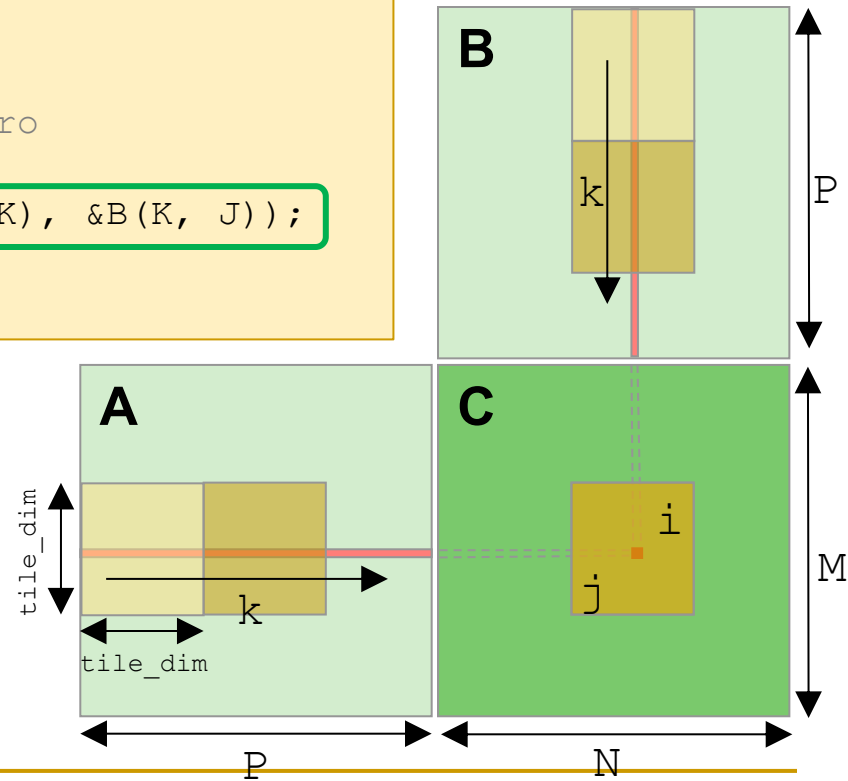 ro
K), &B(K, J));
B
k
P
A
C
tile_dim
i
j
k
tile_dim
M
P
N